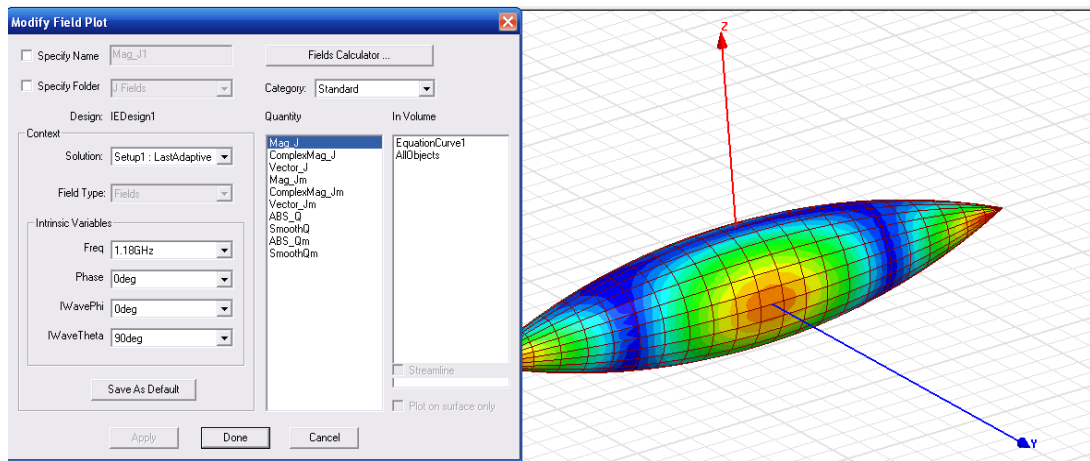 Modify Field Plot
Specify Name
Mag_J1
Fields Calculator ...
Specify Folder
J Fields
Category:
Standard
Design:
IEDesign1
Quantity
In Volume
Context
Solution:
Setup1 : LastAdaptive
Field Type:
Fields
Intrinsic Variables
Freq
1.18GHz
Phase
0deg
IWavePhi
0deg
IWaveTheta
90deg
Save As Default
Mag_J
ComplexMag_J
Vector_J
Mag_Jm
ComplexMag_Jm
Vector_Jm
ABS_Q
SmoothQ
ABS_Qm
SmoothQm
EquationCurve1
AllObjects
Streamline
Plot on surface only
Apply
Done
Cancel
Z
Y